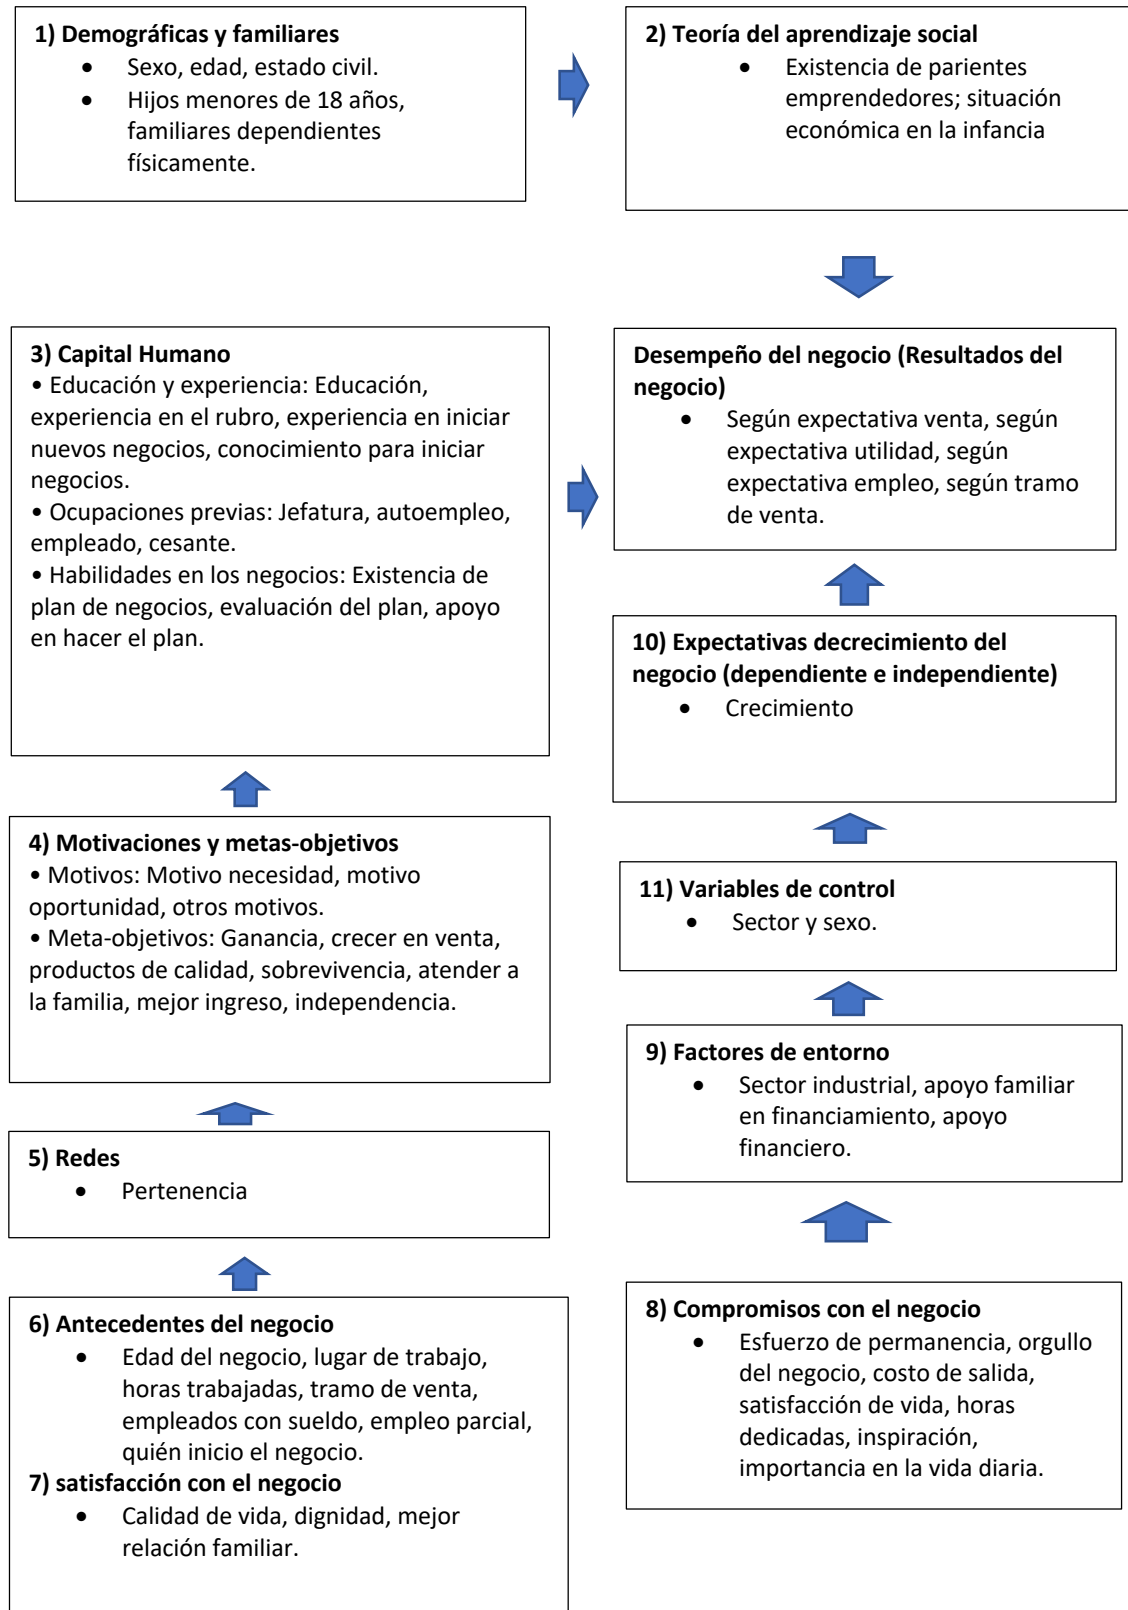 1) Demográficas y familiares
• Sexo, edad, estado civil.
• Hijos menores de 18 años,
familiares dependientes
físicamente.
2) Teoría del aprendizaje social
• Existencia de parientes
emprendedores; situación
económica en la infancia
3) Capital Humano
• Educación y experiencia: Educación,
experiencia en el rubro, experiencia en iniciar
nuevos negocios, conocimiento para iniciar
negocios.
• Ocupaciones previas: Jefatura, autoempleo,
empleado, cesante.
• Habilidades en los negocios: Existencia de
plan de negocios, evaluación del plan, apoyo
en hacer el plan.
Desempeño del negocio (Resultados del
negocio)
• Según expectativa venta, según
expectativa utilidad, según
expectativa empleo, según tramo
de venta.
10) Expectativas decrecimiento del
negocio (dependiente e independiente)
• Crecimiento
4) Motivaciones y metas-objetivos
• Motivos: Motivo necesidad, motivo
oportunidad, otros motivos.
• Meta-objetivos: Ganancia, crecer en venta,
productos de calidad, sobrevivencia, atender a
la familia, mejor ingreso, independencia.
11) Variables de control
• Sector y sexo.
9) Factores de entorno
• Sector industrial, apoyo familiar
en financiamiento, apoyo
financiero.
5) Redes
• Pertenencia
6) Antecedentes del negocio
• Edad del negocio, lugar de trabajo,
horas trabajadas, tramo de venta,
empleados con sueldo, empleo parcial,
quién inicio el negocio.
7) satisfacción con el negocio
• Calidad de vida, dignidad, mejor
relación familiar.
8) Compromisos con el negocio
• Esfuerzo de permanencia, orgullo
del negocio, costo de salida,
satisfacción de vida, horas
dedicadas, inspiración,
importancia en la vida diaria.